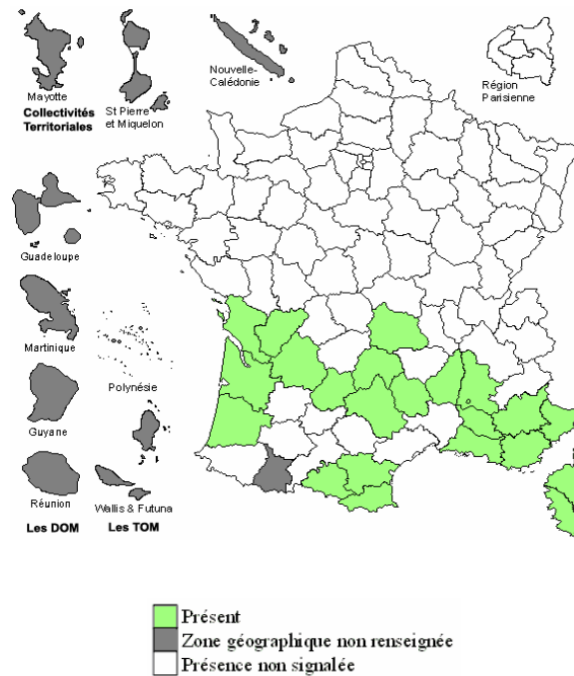 Mayotte
Collectivités
Territoriales
St Pierre
et Miquelon
Nouvelle-
Calédonie
Région
Parisienne
Guadeloupe
Martinique
Polynésie
Guyane
Réunion
Wallis & Futuna
Les DOM
Les TOM
Présent
Zone géographique non renseignée
Présence non signalée